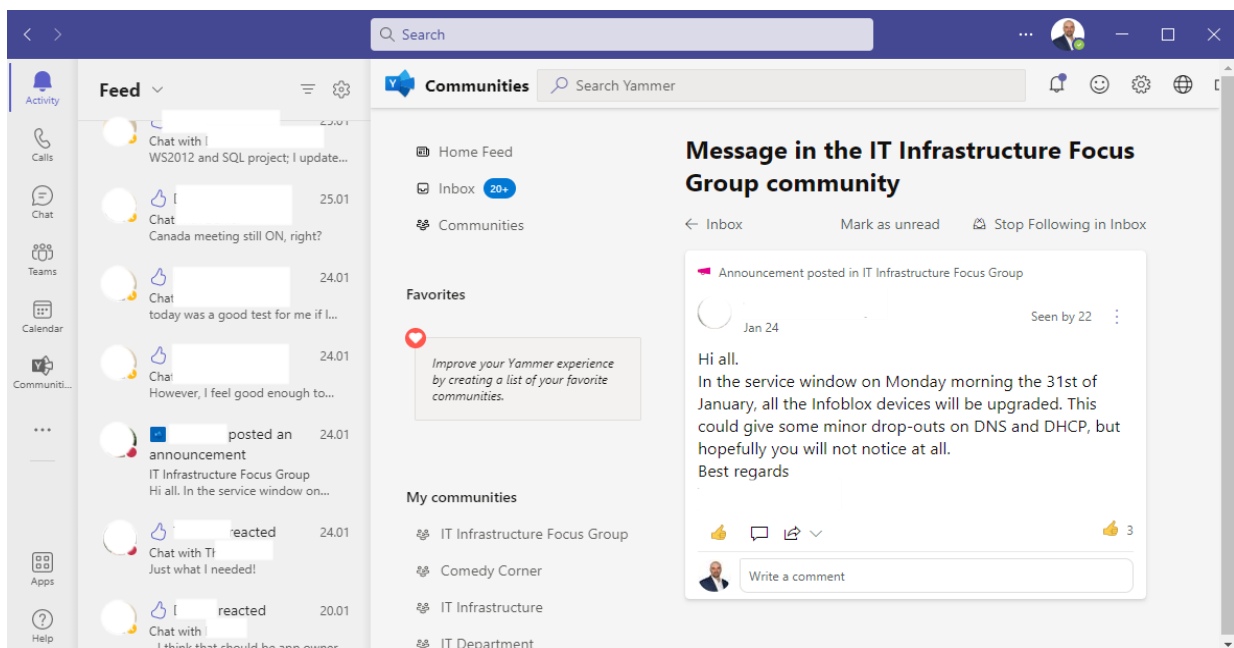 Search
Activity
Calls
Chat
Teams
Calendar
Communiti...
Apps
Help
Feed
25.01
Chat with
WS2012 and SQL project; I update...
25.01
Chat
Canada meeting still ON, right?
24.01
Chat
today was a good test for me if I...
24.01
Chat
However, I feel good enough to...
posted an 24.01
announcement
IT Infrastructure Focus Group
Hi all. In the service window on...
reacted 24.01
Chat with
Just what I needed!
reacted 20.01
Chat with
I think that should be app owner
Communities
Search Yammer
Home Feed
Inbox 20+
Communities
Favorites
Improve your Yammer experience
by creating a list of your favorite
communities.
My communities
IT Infrastructure Focus Group
Comedy Corner
IT Infrastructure
IT Department
Message in the IT Infrastructure Focus
Group community
Inbox Mark as unread Stop Following in Inbox
Announcement posted in IT Infrastructure Focus Group
Jan 24 Seen by 22
Hi all.
In the service window on Monday morning the 31st of
January, all the Infoblox devices will be upgraded. This
could give some minor drop-outs on DNS and DHCP, but
hopefully you will not notice at all.
Best regards
3
Write a comment